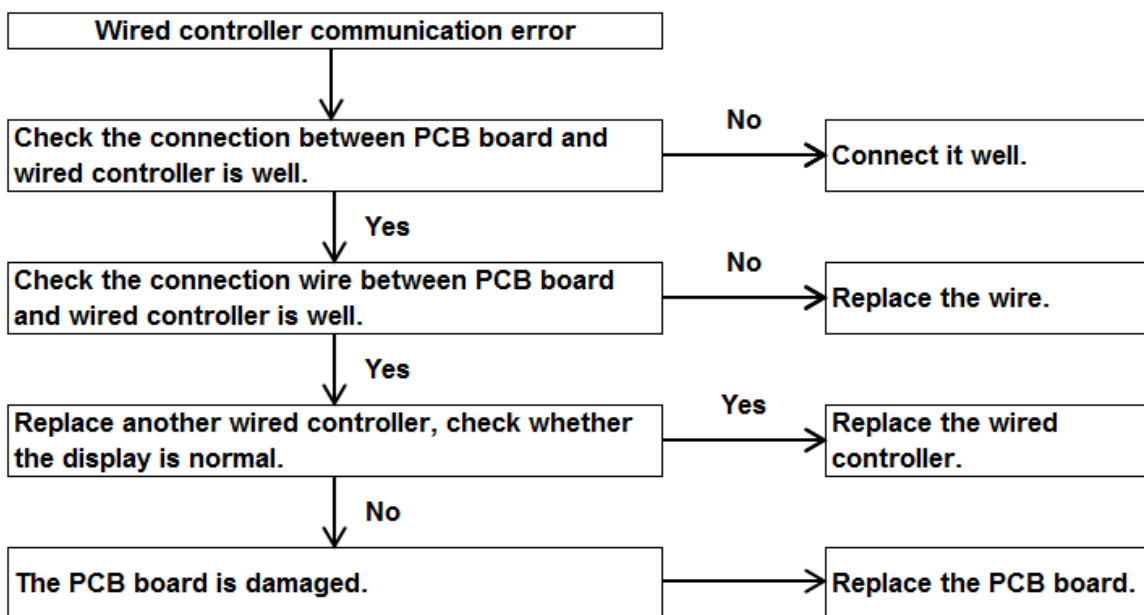 Wired controller communication error
Check the connection between PCB board and
wired controller is well.
No
Connect it well.
Yes
Check the connection wire between PCB board
and wired controller is well.
No
Replace the wire.
Yes
Replace another wired controller, check whether
the display is normal.
Yes
Replace the wired
controller.
No
The PCB board is damaged.
Replace the PCB board.